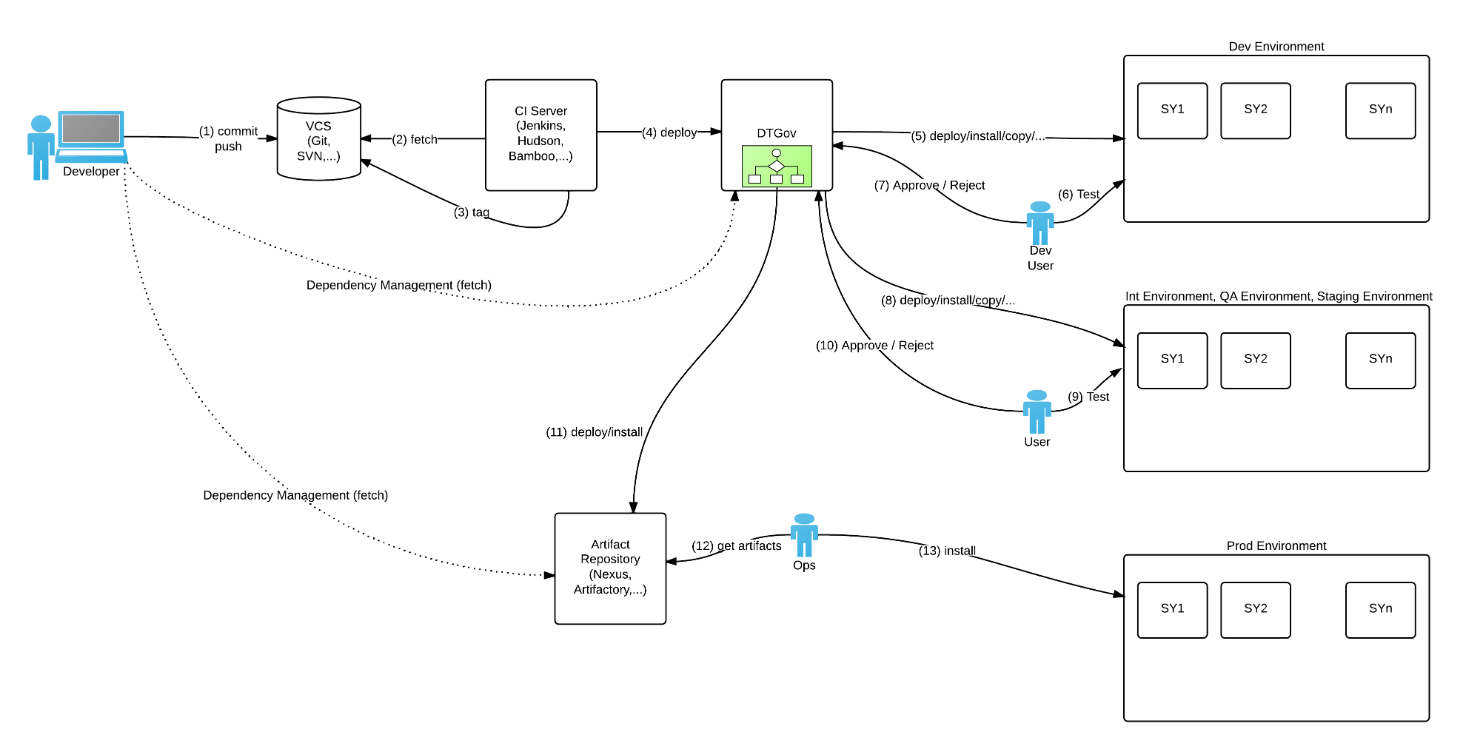 Dev Environment
SY1
SY2
SYn
(1) commit
push
VCS
(Git,
SVN,...)
(2) fetch
CI Server
(Jenkins,
Hudson,
Bamboo,...)
(4) deploy
DTGov
(5) deploy/install/copy/...
Developer
(3) tag
(7) Approve / Reject
(6) Test
Dev
User
Dependency Management (fetch)
(8) deploy/install/copy/...
Int Environment, QA Environment, Staging Environment
SY1
SY2
SYn
(10) Approve / Reject
(9) Test
User
(11) deploy/install
Dependency Management (fetch)
Artifact
Repository
(Nexus,
Artifactory,...)
(12) get artifacts
Ops
(13) install
Prod Environment
SY1
SY2
SYn